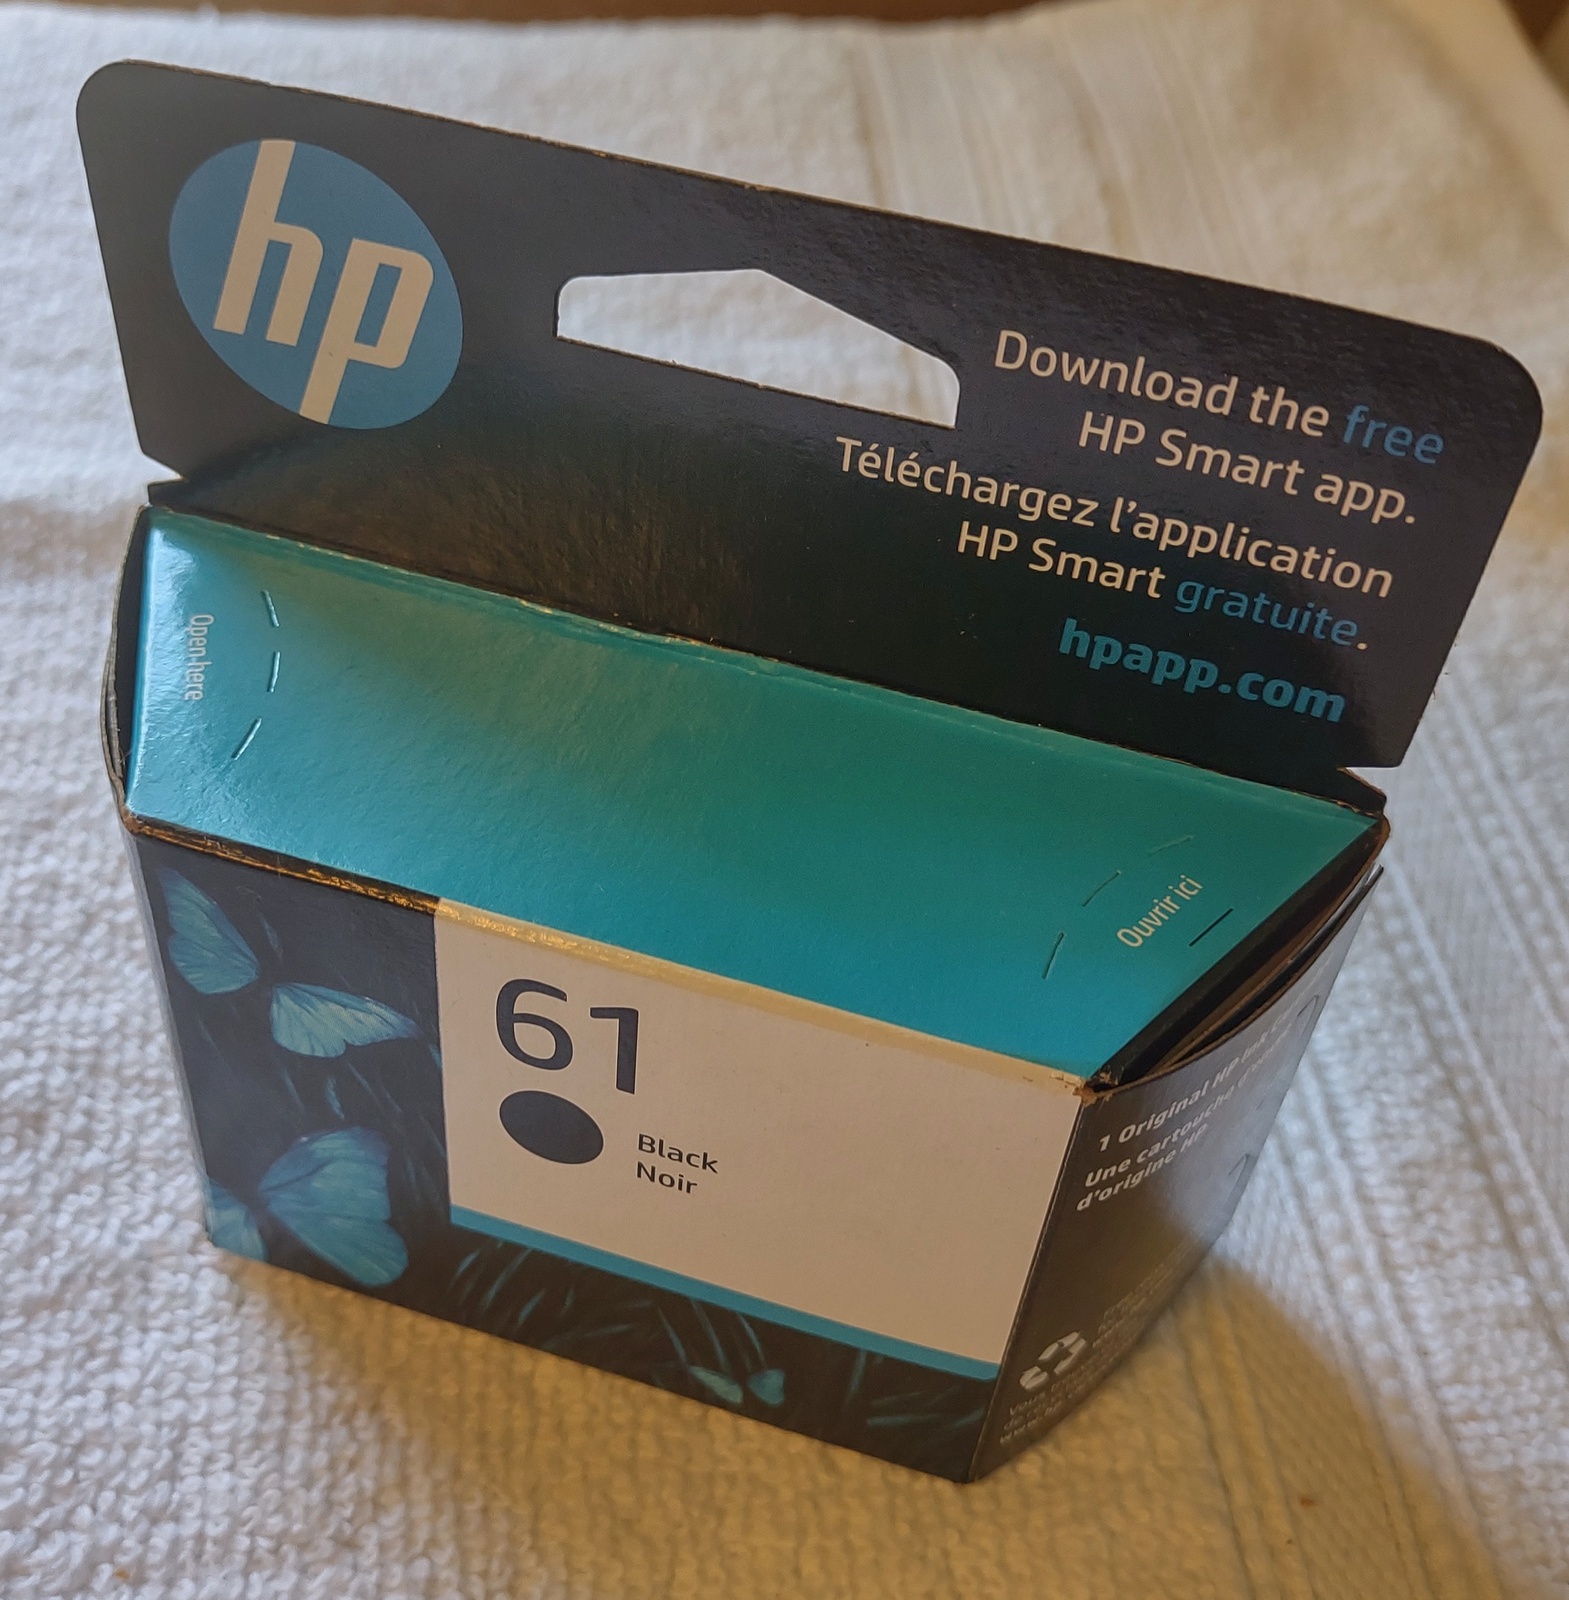 hp
Download the free
HP Smart app.
Téléchargez l'application
HP Smart gratuite.
hpapp.com
Open here
Ouvrir ici
61
Black
Noir
1 Original HP Ink
Une cartouche
d'origine HP